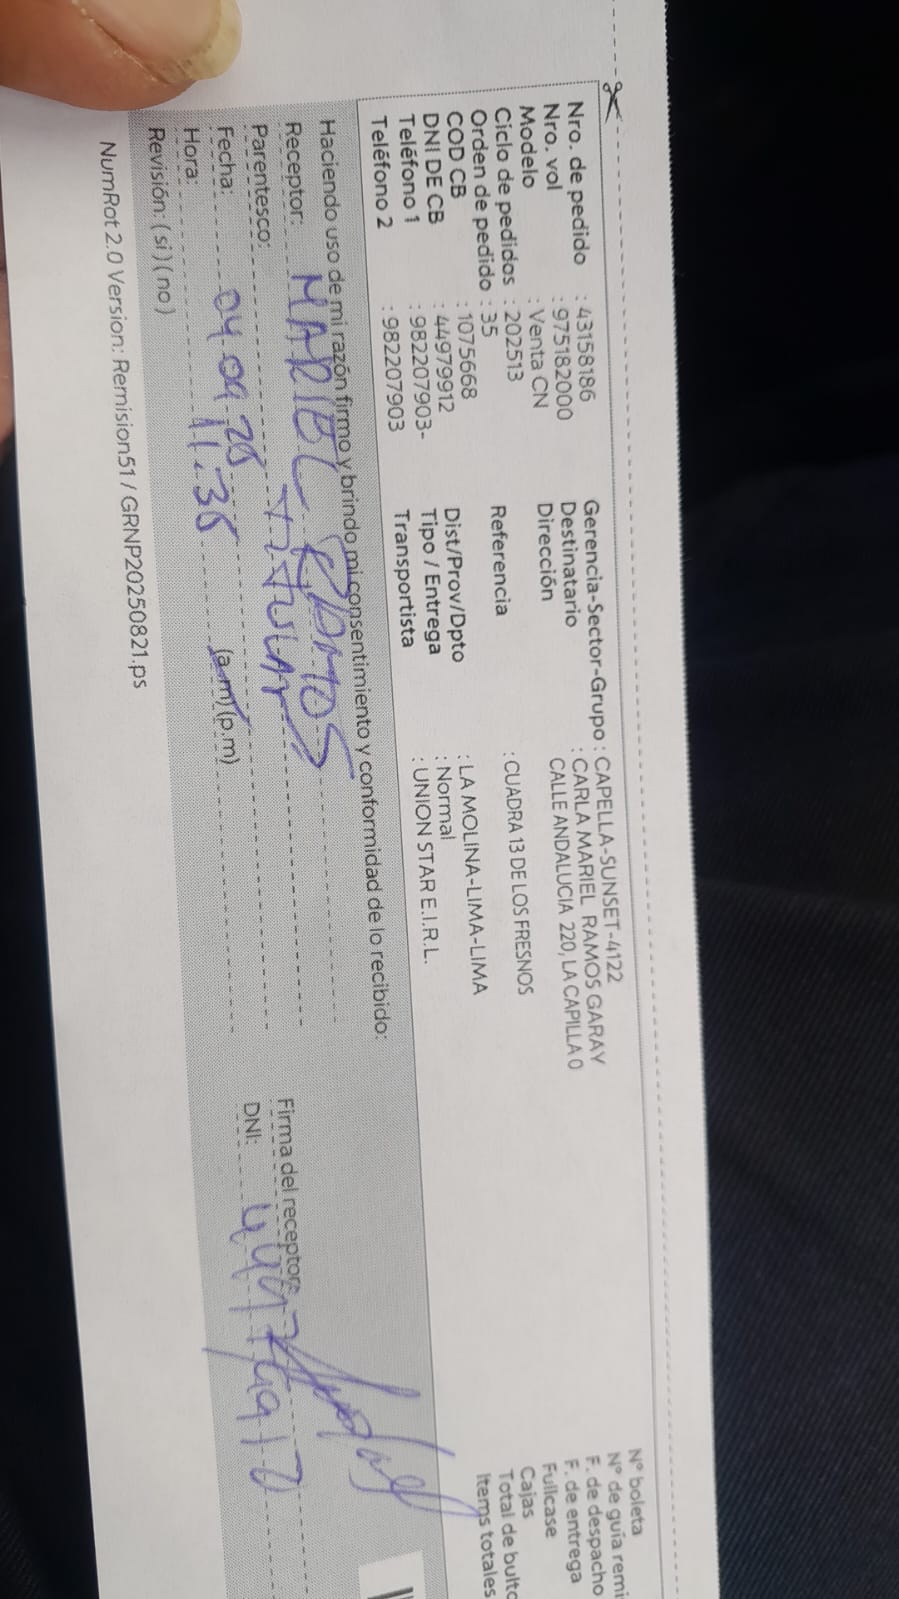 Nro. de pedido : 43158186
Nro. vol : 975182000
Modelo : Venta CN
Ciclo de pedidos : 202513
Orden de pedido : 35
COD CB : 1075668
DNI DE CB : 44979912
Teléfono 1 : 982207903-
Teléfono 2 : 982207903
Gerencia-Sector-Grupo : CAPELLA-SUNSET-4122
Destinatario : CARLA MARIEL RAMOS GARAY
Dirección CALLE ANDALUCIA 220, LA CAPILLA 0
Referencia : CUADRA 13 DE LOS FRESNOS
Dist/Prov/Dpto : LA MOLINA-LIMA-LIMA
Tipo / Entrega : Normal
Transportista : UNION STAR E.I.R.L.
N° boleta
N° de guía remi
F. de despacho
F. de entrega
Fullcase
Cajas
Total de bulto
Items totales
Haciendo uso de mi razón firmo y brindo mi consentimiento y conformidad de lo recibido:
Receptor: MARIEL RAMOS
Parentesco: TITULAR
Fecha: 04 09 25
Hora: 11:36 (a.m) (p.m)
Revisión: (si) (no)
Firma del receptor:
DNI:
NumRot 2.0 Version: Remision51 / GRNP20250821.ps